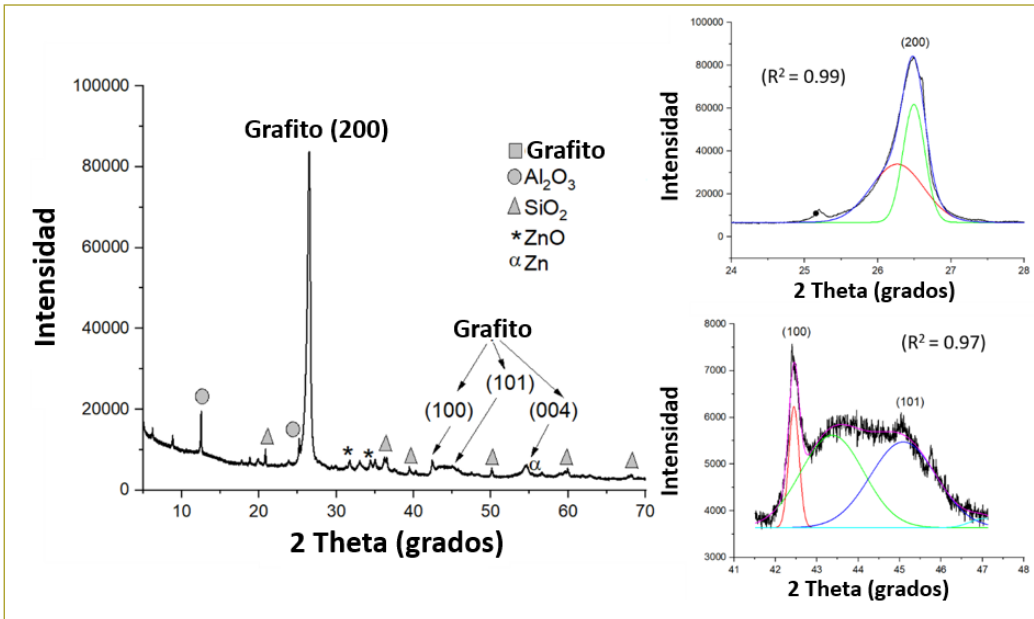 100000
80000
60000
40000
20000
0
Intensidad
10
20
30
40
50
60
70
2 Theta (grados)
Grafito (200)
Grafito
Al₂O₃
SiO₂
* ZnO
α Zn
Grafito
(100)
(101)
(004)
*
*
α
100000
80000
60000
40000
20000
0
Intensidad
(200)
(R² = 0.99)
24
25
26
27
28
2 Theta (grados)
8000
7000
6000
5000
4000
3000
Intensidad
(100)
(R² = 0.97)
(101)
41
42
43
44
45
46
47
48
2 Theta (grados)